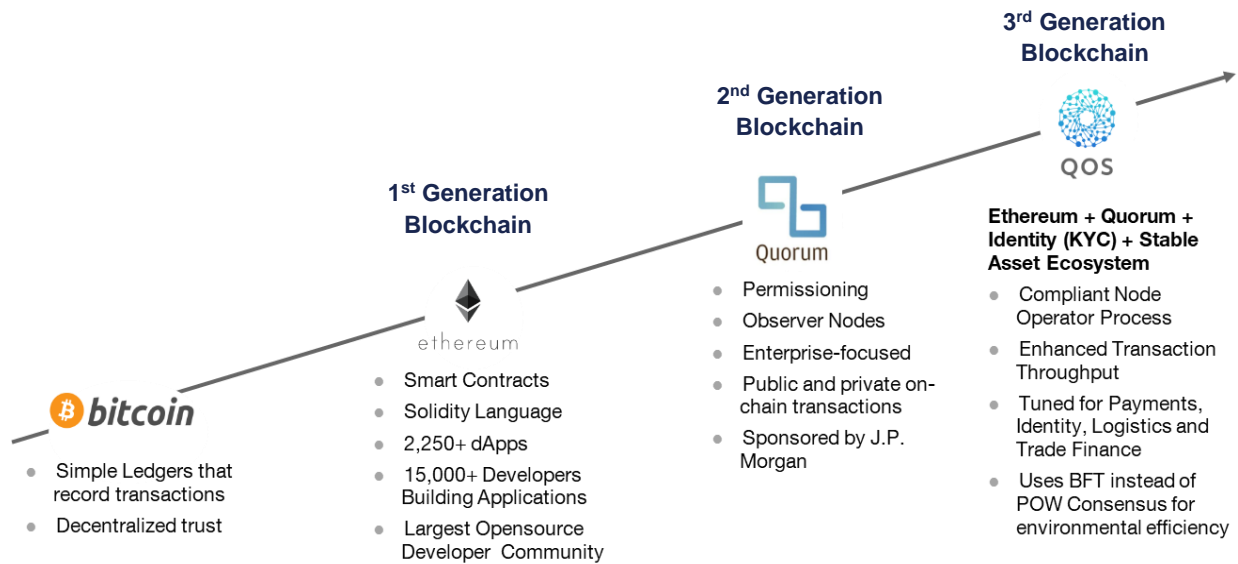 bitcoin
Simple Ledgers that
record transactions
Decentralized trust
1st Generation
Blockchain
ethereum
Smart Contracts
Solidity Language
2,250+ dApps
15,000+ Developers
Building Applications
Largest Opensource
Developer Community
2nd Generation
Blockchain
Quorum
Permissioning
Observer Nodes
Enterprise-focused
Public and private on-
chain transactions
Sponsored by J.P.
Morgan
3rd Generation
Blockchain
QOS
Ethereum + Quorum +
Identity (KYC) + Stable
Asset Ecosystem
Compliant Node
Operator Process
Enhanced Transaction
Throughput
Tuned for Payments,
Identity, Logistics and
Trade Finance
Uses BFT instead of
POW Consensus for
environmental efficiency